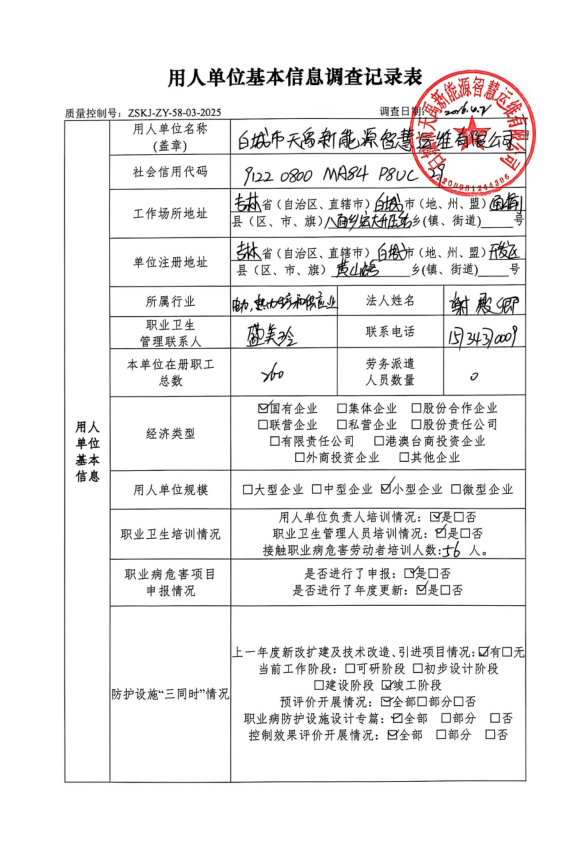 用人单位基本信息调查记录表
质量控制号：ZSKJ-ZY-58-03-2025 调查日期：2026.4.2
用人单位名称（盖章） 白城市天禹新能源智慧运维有限公司
社会信用代码 91220800MA84P8UC
工作场所地址 吉林省（自治区、直辖市）白城市（地、州、盟）
县（区、市、旗）乡（镇、街道）号
单位注册地址 吉林省（自治区、直辖市）白城市（地、州、盟）开发区
县（区、市、旗）乡（镇、街道）号
所属行业 法人姓名 谢殿卿
职业卫生管理联系人 联系电话
本单位在册职工总数 劳务派遣人员数量 0
用人单位基本信息
经济类型
☑国有企业 □集体企业 □股份合作企业
□联营企业 □私营企业 □股份责任公司
□有限责任公司 □港澳台商投资企业
□外商投资企业 □其他企业
用人单位规模 □大型企业 □中型企业 ☑小型企业 □微型企业
职业卫生培训情况
用人单位负责人培训情况：☑是□否
职业卫生管理人员培训情况：☑是□否
接触职业病危害劳动者培训人数：56 人。
职业病危害项目申报情况
是否进行了申报：☑是□否
是否进行了年度更新：☑是□否
防护设施“三同时”情况
上一年度新改扩建及技术改造、引进项目情况：☑有□无
当前工作阶段：□可研阶段 □初步设计阶段
□建设阶段 ☑竣工阶段
预评价开展情况：☑全部□部分□否
职业病防护设施设计专篇：☑全部 □部分 □否
控制效果评价开展情况：☑全部 □部分 □否